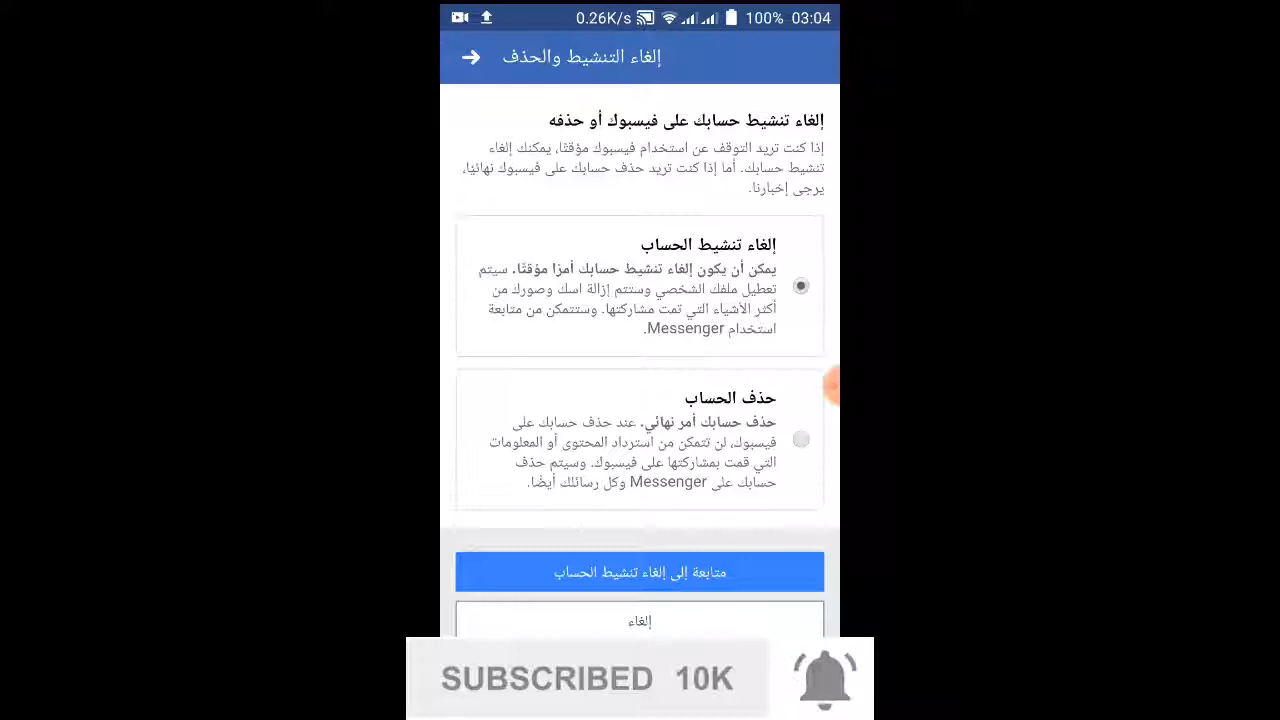 0.26K/s 100% 03:04
إلغاء التنشيط والحذف
إلغاء تنشيط حسابك على فيسبوك أو حذفه
إذا كنت تريد التوقف عن استخدام فيسبوك مؤقتًا، يمكنك إلغاء
تنشيط حسابك. أما إذا كنت تريد حذف حسابك على فيسبوك نهائيًا،
يرجى إخبارنا.
إلغاء تنشيط الحساب
يمكن أن يكون إلغاء تنشيط حسابك أمرًا مؤقتًا. سيتم
تعطيل ملفك الشخصي وستتم إزالة اسك وصورك من
أكثر الأشياء التي تمت مشاركتها. وستتمكن من متابعة
استخدام Messenger.
حذف الحساب
حذف حسابك أمر نهائي. عند حذف حسابك على
فيسبوك، لن تتمكن من استرداد المحتوى أو المعلومات
التي قمت بمشاركتها على فيسبوك. وسيتم حذف
حسابك على Messenger وكل رسائلك أيضًا.
متابعة إلى إلغاء تنشيط الحساب
إلغاء
SUBSCRIBED 10K